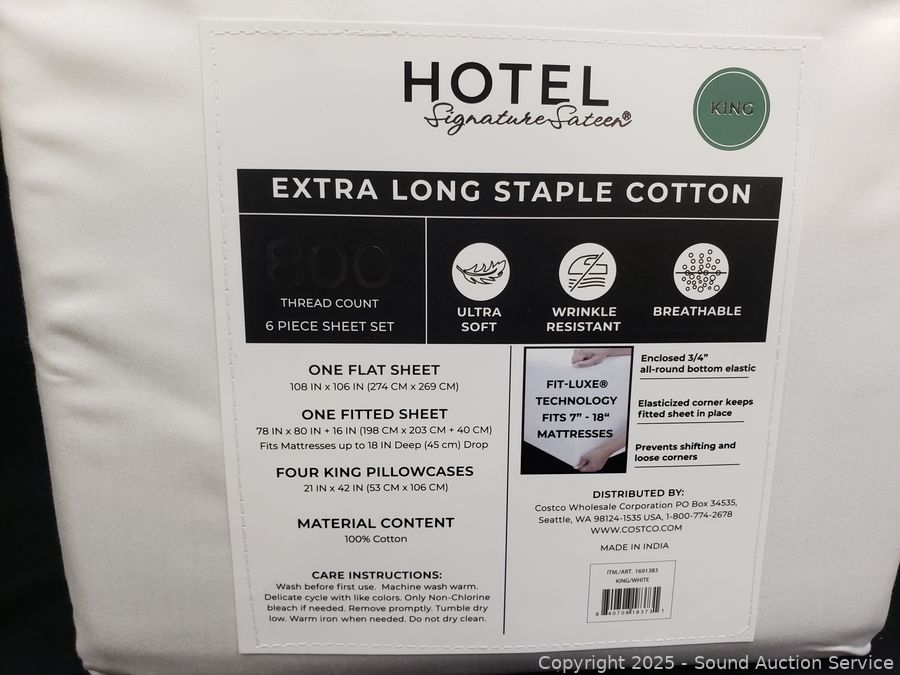 HOTEL
Signature Sateen®
KING
EXTRA LONG STAPLE COTTON
800
THREAD COUNT
6 PIECE SHEET SET
ULTRA
SOFT
WRINKLE
RESISTANT
BREATHABLE
ONE FLAT SHEET
108 IN x 106 IN (274 CM x 269 CM)
ONE FITTED SHEET
78 IN x 80 IN + 16 IN (198 CM x 203 CM + 40 CM)
Fits Mattresses up to 18 IN Deep (45 cm) Drop
FOUR KING PILLOWCASES
21 IN x 42 IN (53 CM x 106 CM)
MATERIAL CONTENT
100% Cotton
CARE INSTRUCTIONS:
Wash before first use. Machine wash warm.
Delicate cycle with like colors. Only Non-Chlorine
bleach if needed. Remove promptly. Tumble dry
low. Warm iron when needed. Do not dry clean.
FIT-LUXE®
TECHNOLOGY
FITS 7” - 18“
MATTRESSES
Enclosed 3/4”
all-round bottom elastic
Elasticized corner keeps
fitted sheet in place
Prevents shifting and
loose corners
DISTRIBUTED BY:
Costco Wholesale Corporation PO Box 34535,
Seattle, WA 98124-1535 USA, 1-800-774-2678
WWW.COSTCO.COM
MADE IN INDIA
ITM./ART. 1691383
KING/WHITE
Copyright 2025 - Sound Auction Service